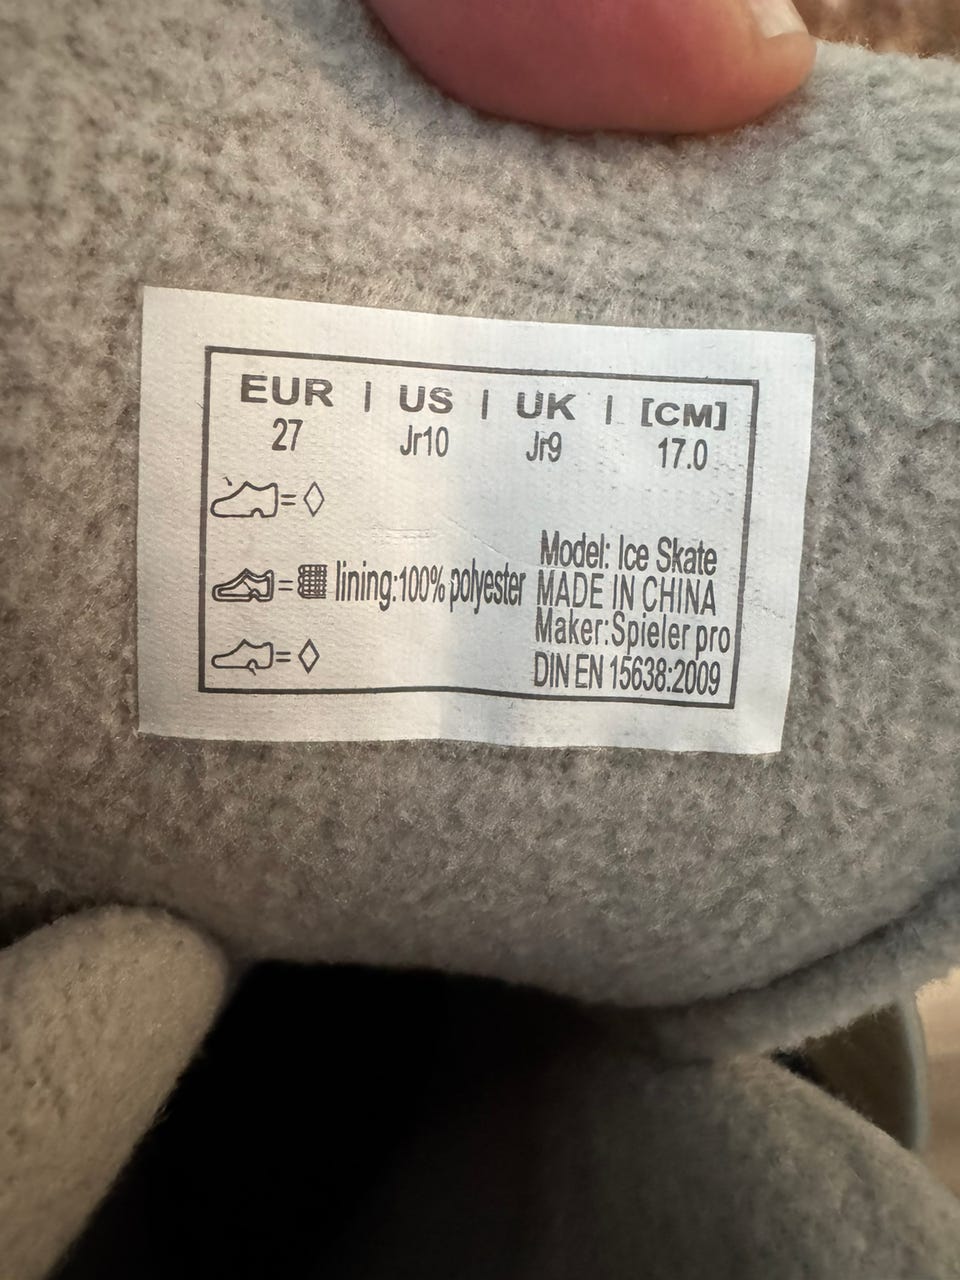 EUR | US | UK | [CM]
27 Jr10 Jr9 17.0
=
= lining:100% polyester
=
Model: Ice Skate
MADE IN CHINA
Maker:Spieler pro
DIN EN 15638:2009